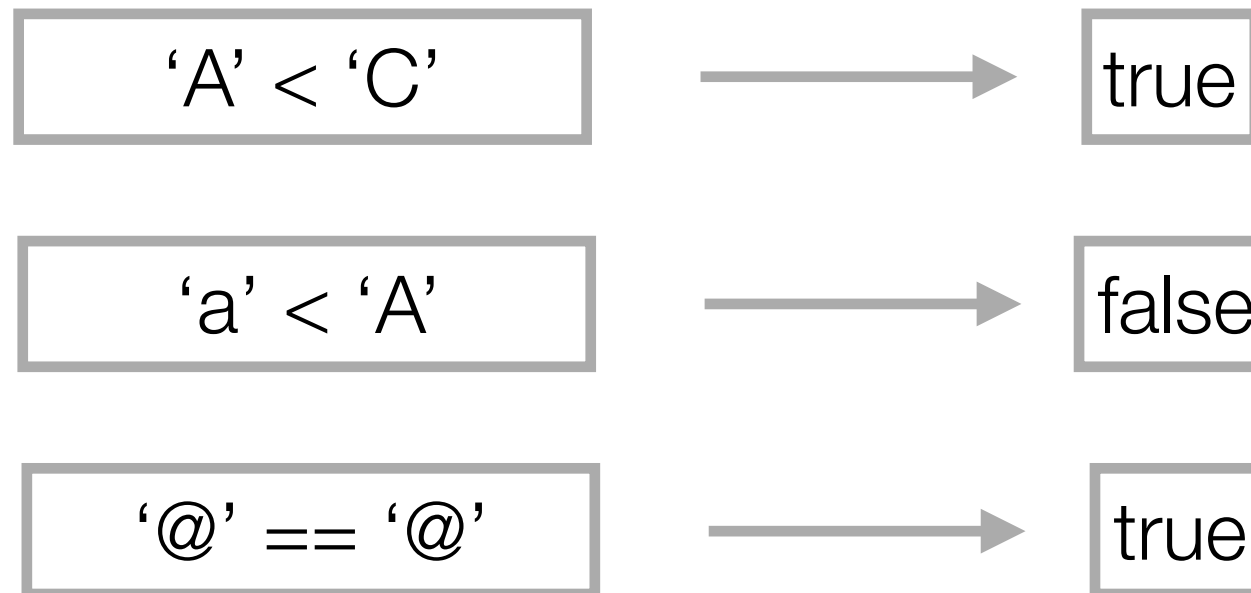 ‘A’ < ‘C’ true
‘a’ < ‘A’ false
‘@’ == ‘@’ true